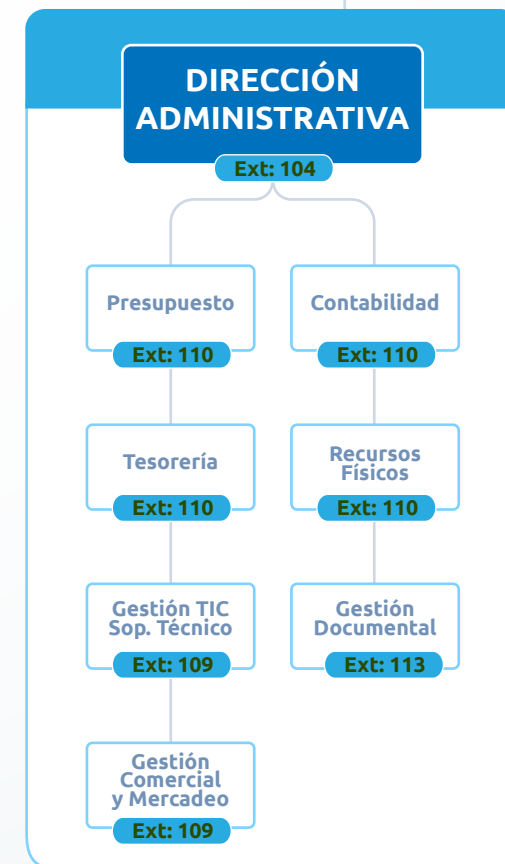 DIRECCIÓN
ADMINISTRATIVA
Ext: 104
Presupuesto
Ext: 110
Contabilidad
Ext: 110
Tesorería
Ext: 110
Recursos
Físicos
Ext: 110
Gestión TIC
Sop. Técnico
Ext: 109
Gestión
Documental
Ext: 113
Gestión
Comercial
y Mercadeo
Ext: 109